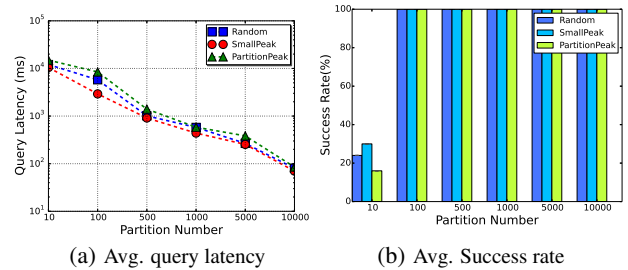 10^5
10^4
10^3
10^2
10^1
Query Latency (ms)
Random
SmallPeak
PartitionPeak
10 100 500 1000 5000 10000
Partition Number
(a) Avg. query latency
100
80
60
40
20
0
Success Rate(%)
Random
SmallPeak
PartitionPeak
10 100 500 1000 5000 10000
Partition Number
(b) Avg. Success rate